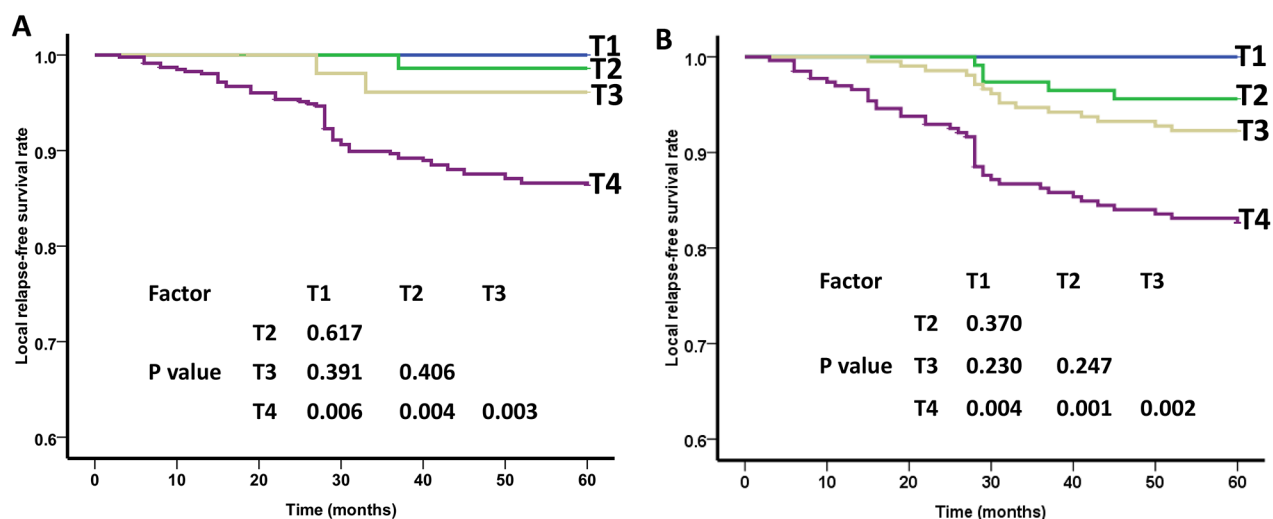 A
Local relapse-free survival rate
1.0
0.9
0.8
0.7
0.6
T1
T2
T3
T4
Factor T1 T2 T3
T2 0.617
P value T3 0.391 0.406
T4 0.006 0.004 0.003
0 10 20 30 40 50 60
Time (months)
B
Local relapse-free survival rate
1.0
0.9
0.8
0.7
0.6
T1
T2
T3
T4
Factor T1 T2 T3
T2 0.370
P value T3 0.230 0.247
T4 0.004 0.001 0.002
0 10 20 30 40 50 60
Time (months)